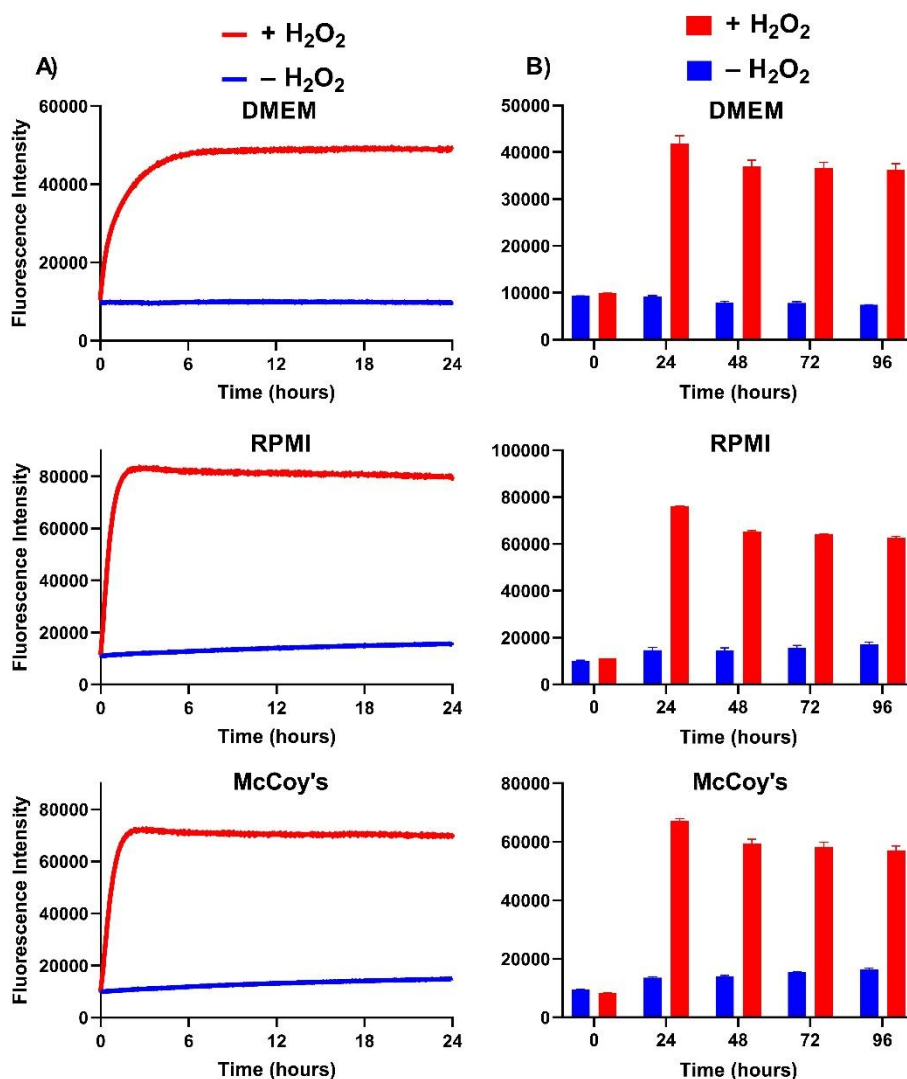 A)
+ H₂O₂
– H₂O₂
DMEM
Fluorescence Intensity
60000
40000
20000
0
0 6 12 18 24
Time (hours)
RPMI
Fluorescence Intensity
80000
60000
40000
20000
0
0 6 12 18 24
Time (hours)
McCoy's
Fluorescence Intensity
80000
60000
40000
20000
0
0 6 12 18 24
Time (hours)
B)
+ H₂O₂
– H₂O₂
DMEM
50000
40000
30000
20000
10000
0
0 24 48 72 96
Time (hours)
RPMI
100000
80000
60000
40000
20000
0
0 24 48 72 96
Time (hours)
McCoy's
80000
60000
40000
20000
0
0 24 48 72 96
Time (hours)